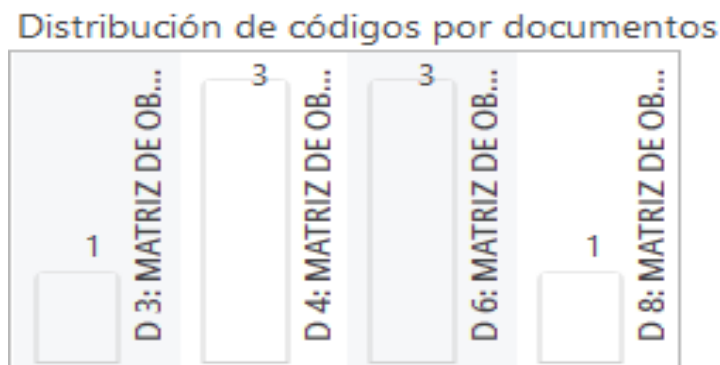 Distribución de códigos por documentos
1
D 3: MATRIZ DE OB...
3
D 4: MATRIZ DE OB...
3
D 6: MATRIZ DE OB...
1
D 8: MATRIZ DE OB...